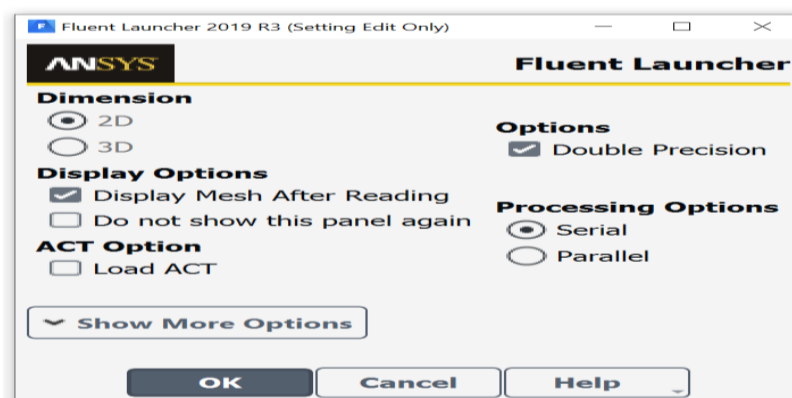 Fluent Launcher 2019 R3 (Setting Edit Only)
ANSYS
Fluent Launcher
Dimension
2D
3D
Display Options
Display Mesh After Reading
Do not show this panel again
ACT Option
Load ACT
Options
Double Precision
Processing Options
Serial
Parallel
Show More Options
OK
Cancel
Help